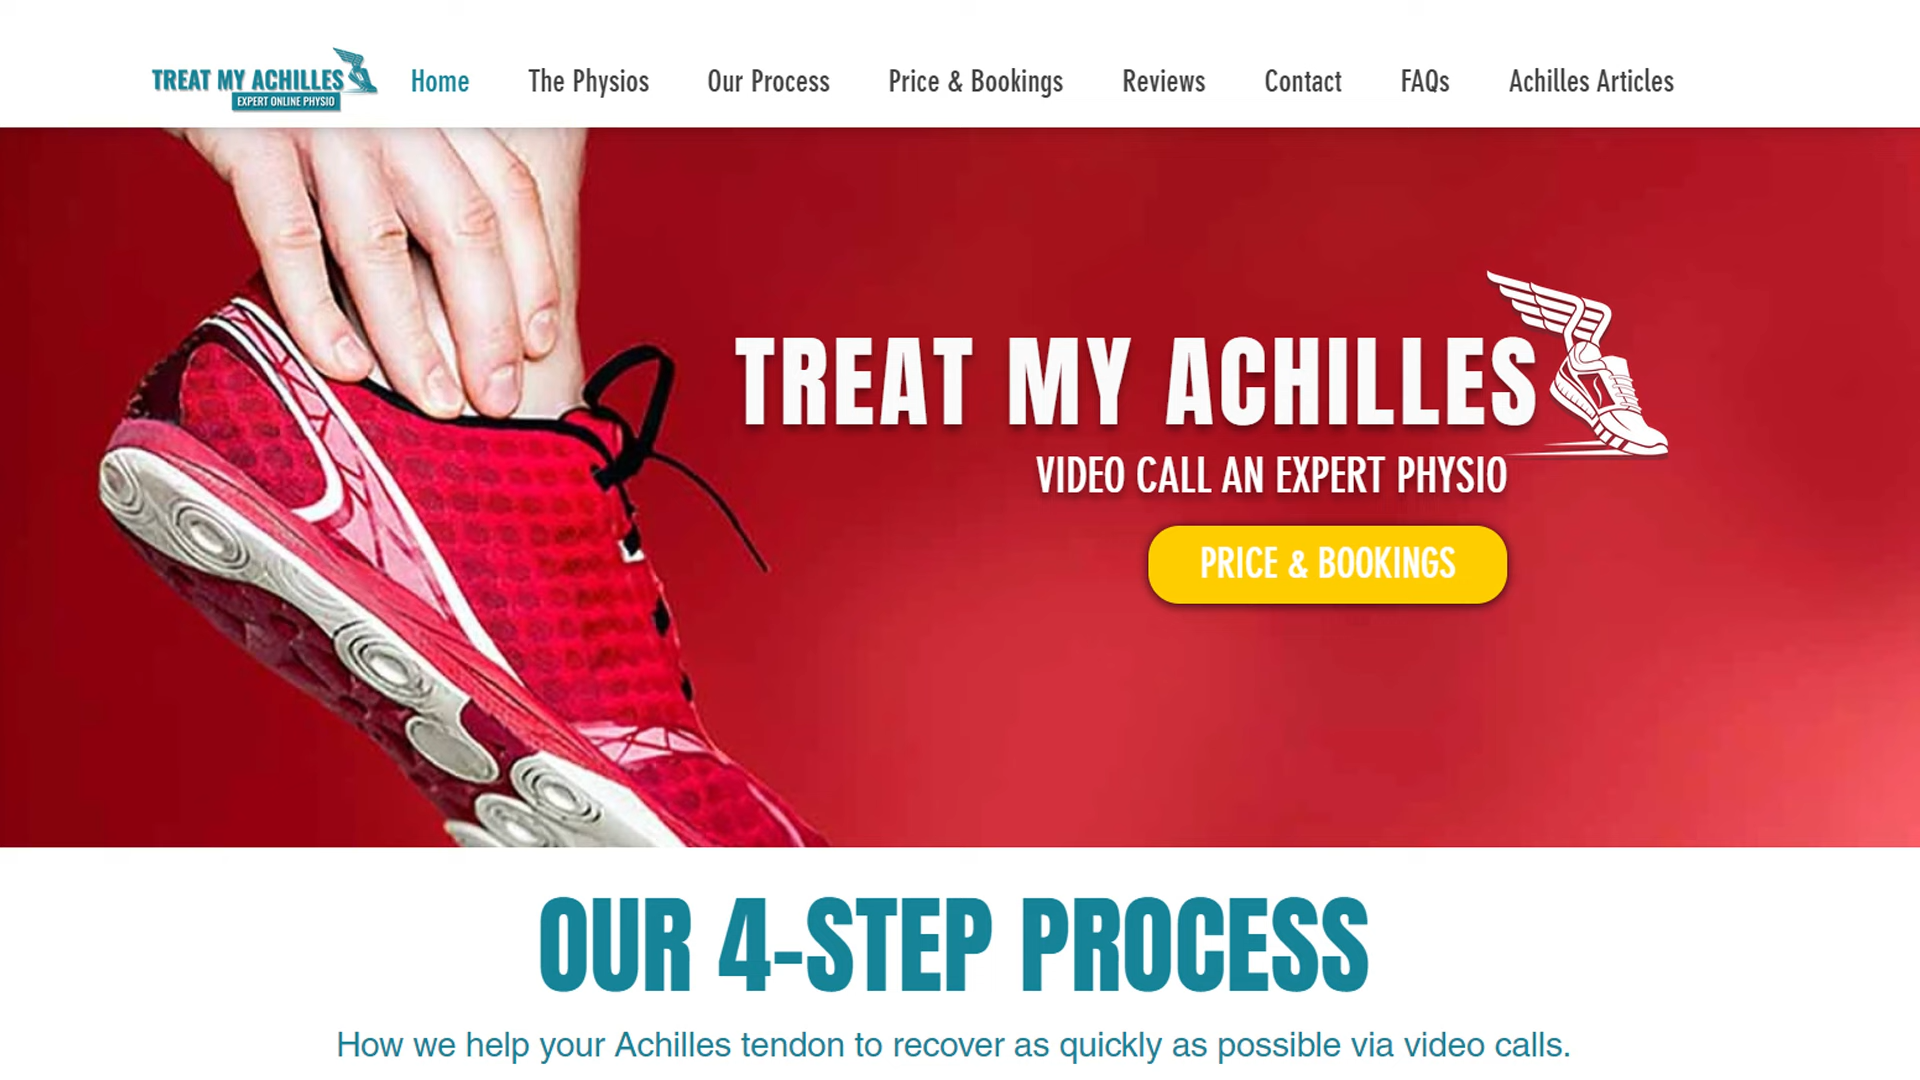 TREAT MY ACHILLES
EXPERT ONLINE PHYSIO
Home
The Physios
Our Process
Price & Bookings
Reviews
Contact
FAQs
Achilles Articles
TREAT MY ACHILLES
VIDEO CALL AN EXPERT PHYSIO
PRICE & BOOKINGS
OUR 4-STEP PROCESS
How we help your Achilles tendon to recover as quickly as possible via video calls.